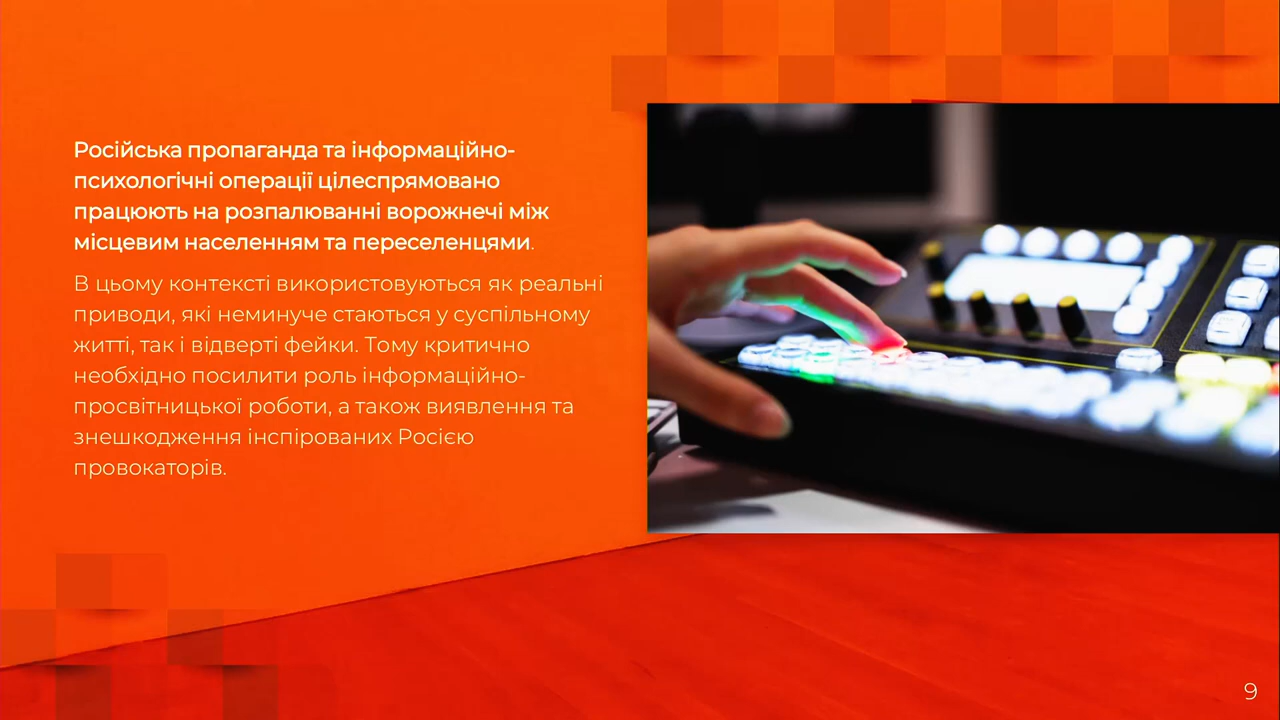 Російська пропаганда та інформаційно-
психологічні операції цілеспрямовано
працюють на розпалюванні ворожнечі між
місцевим населенням та переселенцями.
В цьому контексті використовуються як реальні
приводи, які неминуче стаються у суспільному
житті, так і відверті фейки. Тому критично
необхідно посилити роль інформаційно-
просвітницької роботи, а також виявлення та
знешкодження інспірованих Росією
провокаторів.
9